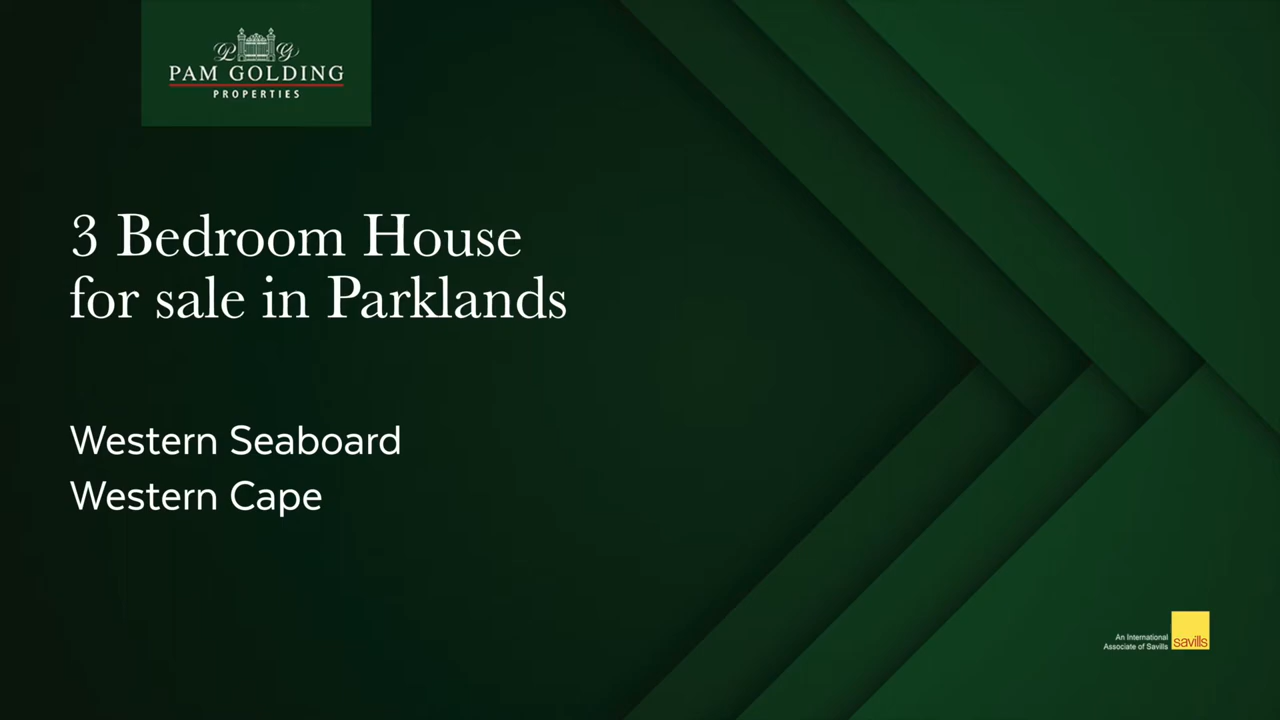 P G
PAM GOLDING
PROPERTIES
3 Bedroom House
for sale in Parklands
Western Seaboard
Western Cape
An International
Associate of Savills
savills